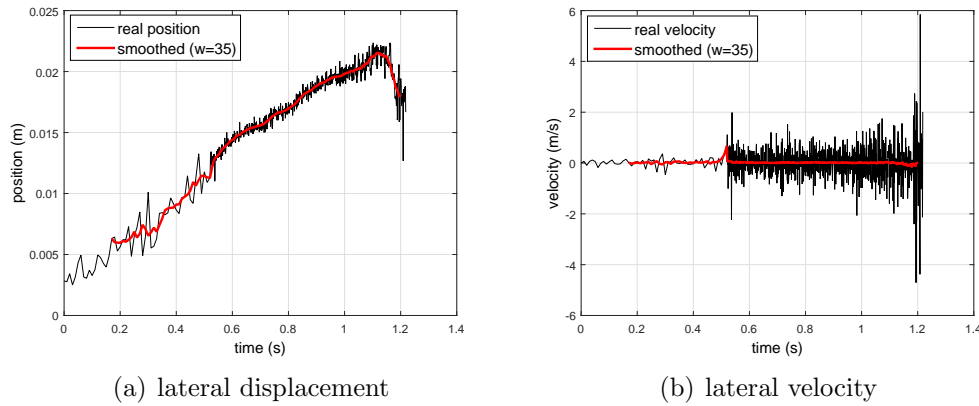 real position
smoothed (w=35)
0.025
0.02
0.015
0.01
0.005
0
position (m)
0 0.2 0.4 0.6 0.8 1 1.2 1.4
time (s)
(a) lateral displacement
real velocity
smoothed (w=35)
6
4
2
0
-2
-4
-6
velocity (m/s)
0 0.2 0.4 0.6 0.8 1 1.2 1.4
time (s)
(b) lateral velocity